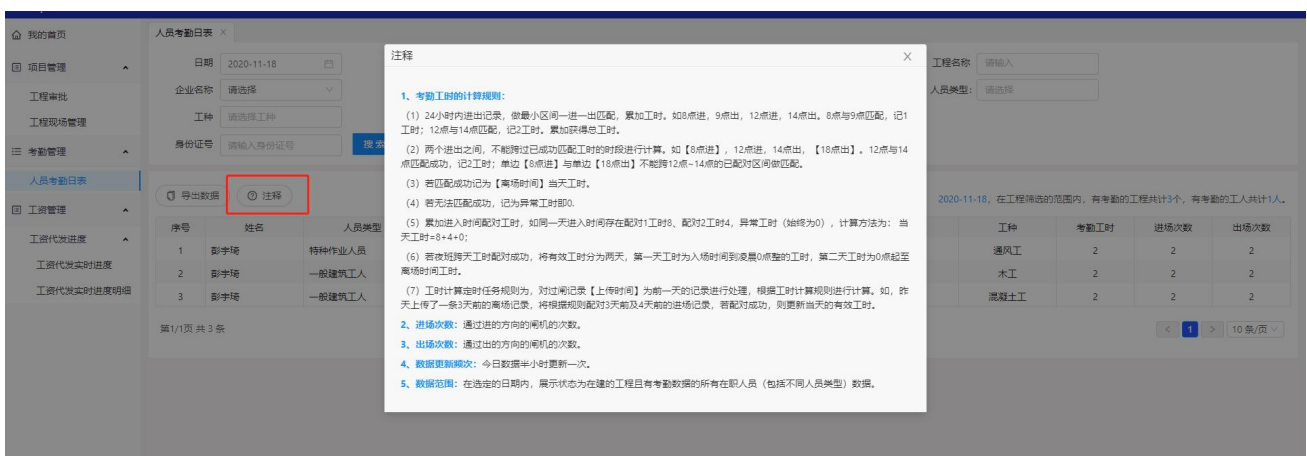 我的首页
项目管理
工程审批
工程现场管理
考勤管理
人员考勤日表
工资管理
工资代发进度
工资代发实时进度
工资代发实时进度明细
人员考勤日表 ×
日期 2020-11-18
企业名称 请选择
工种 请选择工种
身份证号 请输入身份证号
搜索
工程名称 请输入
人员类型: 请选择
导出数据
注释
2020-11-18，在工程筛选的范围内，有考勤的工程共计3个，有考勤的工人共计1人。
序号 姓名 人员类型 工种 考勤工时 进场次数 出场次数
1 彭宇琦 特种作业人员 通风工 2 2 2
2 彭宇琦 一般建筑工人 木工 2 2 2
3 彭宇琦 一般建筑工人 混凝土工 2 2 2
第1/1页 共 3 条
< 1 > 10 条/页
注释 X
1、考勤工时的计算规则：
（1）24小时内进出记录，做最小区间一进一出匹配，累加工时。如8点进，9点出，12点进，14点出。8点与9点匹配，记1
工时；12点与14点匹配，记2工时。累加获得总工时。
（2）两个进出之间，不能跨过已成功匹配工时的时段进行计算。如【8点进】，12点进，14点出，【18点出】。12点与14
点匹配成功，记2工时；单边【8点进】与单边【18点出】不能跨12点~14点的已配对区间做匹配。
（3）若匹配成功记为【离场时间】当天工时。
（4）若无法匹配成功，记为异常工时即0.
（5）累加进入时间配对工时，如同一天进入时间存在配对1工时8、配对2工时4，异常工时（始终为0），计算方法为： 当
天工时=8+4+0;
（6）若夜班跨天工时配对成功，将有效工时分为两天，第一天工时为入场时间到凌晨0点整的工时，第二天工时为0点起至
离场时间工时。
（7）工时计算定时任务规则为，对过闸记录【上传时间】为前一天的记录进行处理，根据工时计算规则进行计算。如，昨
天上传了一条3天前的离场记录，将根据规则配对3天前及4天前的进场记录，若配对成功，则更新当天的有效工时。
2、进场次数：通过进的方向的闸机的次数。
3、出场次数：通过出的方向的闸机的次数。
4、数据更新频次：今日数据半小时更新一次。
5、数据范围：在选定的日期内，展示状态为在建的工程且有考勤数据的所有在职人员（包括不同人员类型）数据。